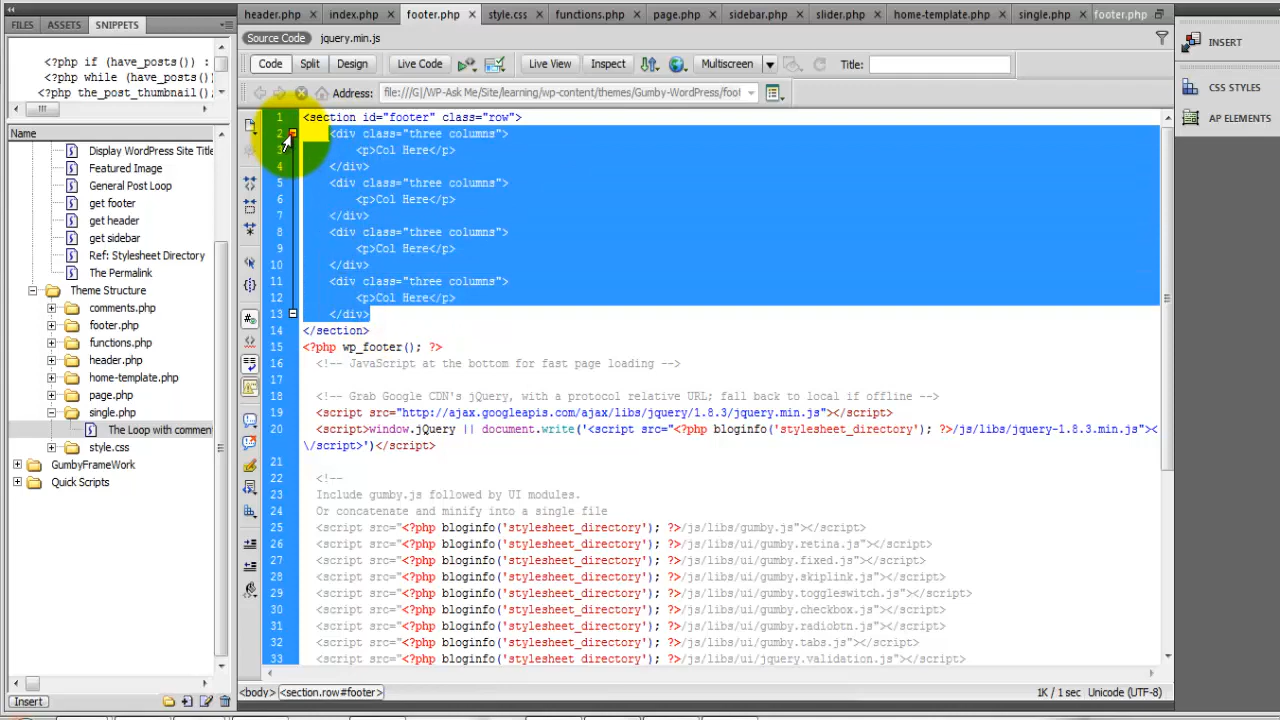 FILES ASSETS SNIPPETS
<?php if (have_posts()) :
<?php while (have_posts()
<?php the_post_thumbnail()
Name
Display WordPress Site Title
Featured Image
General Post Loop
get footer
get header
get sidebar
Ref: Stylesheet Directory
The Permalink
Theme Structure
comments.php
footer.php
functions.php
header.php
home-template.php
page.php
single.php
The Loop with commen
style.css
GumbyFrameWork
Quick Scripts
Insert
header.php index.php footer.php style.css functions.php page.php sidebar.php slider.php home-template.php single.php footer.php
Source Code jquery.min.js
Code Split Design Live Code Live View Inspect Multiscreen Title:
Address: file:///G|/WP-Ask Me/Site/learning/wp-content/themes/Gumby-WordPress/foot
1 <section id="footer" class="row">
2 <div class="three columns">
3 <p>Col Here</p>
4 </div>
5 <div class="three columns">
6 <p>Col Here</p>
7 </div>
8 <div class="three columns">
9 <p>Col Here</p>
10 </div>
11 <div class="three columns">
12 <p>Col Here</p>
13 </div>
14 </section>
15 <?php wp_footer(); ?>
16 <!-- JavaScript at the bottom for fast page loading -->
17
18 <!-- Grab Google CDN's jQuery, with a protocol relative URL; fall back to local if offline -->
19 <script src="http://ajax.googleapis.com/ajax/libs/jquery/1.8.3/jquery.min.js"></script>
20 <script>window.jQuery || document.write('<script src="<?php bloginfo('stylesheet_directory'); ?>/js/libs/jquery-1.8.3.min.js"><
\/script>')</script>
21
22 <!--
23 Include gumby.js followed by UI modules.
24 Or concatenate and minify into a single file
25 <script src="<?php bloginfo('stylesheet_directory'); ?>/js/libs/gumby.js"></script>
26 <script src="<?php bloginfo('stylesheet_directory'); ?>/js/libs/ui/gumby.retina.js"></script>
27 <script src="<?php bloginfo('stylesheet_directory'); ?>/js/libs/ui/gumby.fixed.js"></script>
28 <script src="<?php bloginfo('stylesheet_directory'); ?>/js/libs/ui/gumby.skiplink.js"></script>
29 <script src="<?php bloginfo('stylesheet_directory'); ?>/js/libs/ui/gumby.toggleswitch.js"></script>
30 <script src="<?php bloginfo('stylesheet_directory'); ?>/js/libs/ui/gumby.checkbox.js"></script>
31 <script src="<?php bloginfo('stylesheet_directory'); ?>/js/libs/ui/gumby.radiobtn.js"></script>
32 <script src="<?php bloginfo('stylesheet_directory'); ?>/js/libs/ui/gumby.tabs.js"></script>
33 <script src="<?php bloginfo('stylesheet_directory'); ?>/js/libs/ui/jquery.validation.js"></script>
<body> <section.row#footer> 1K / 1 sec Unicode (UTF-8)
INSERT
CSS STYLES
AP ELEMENTS